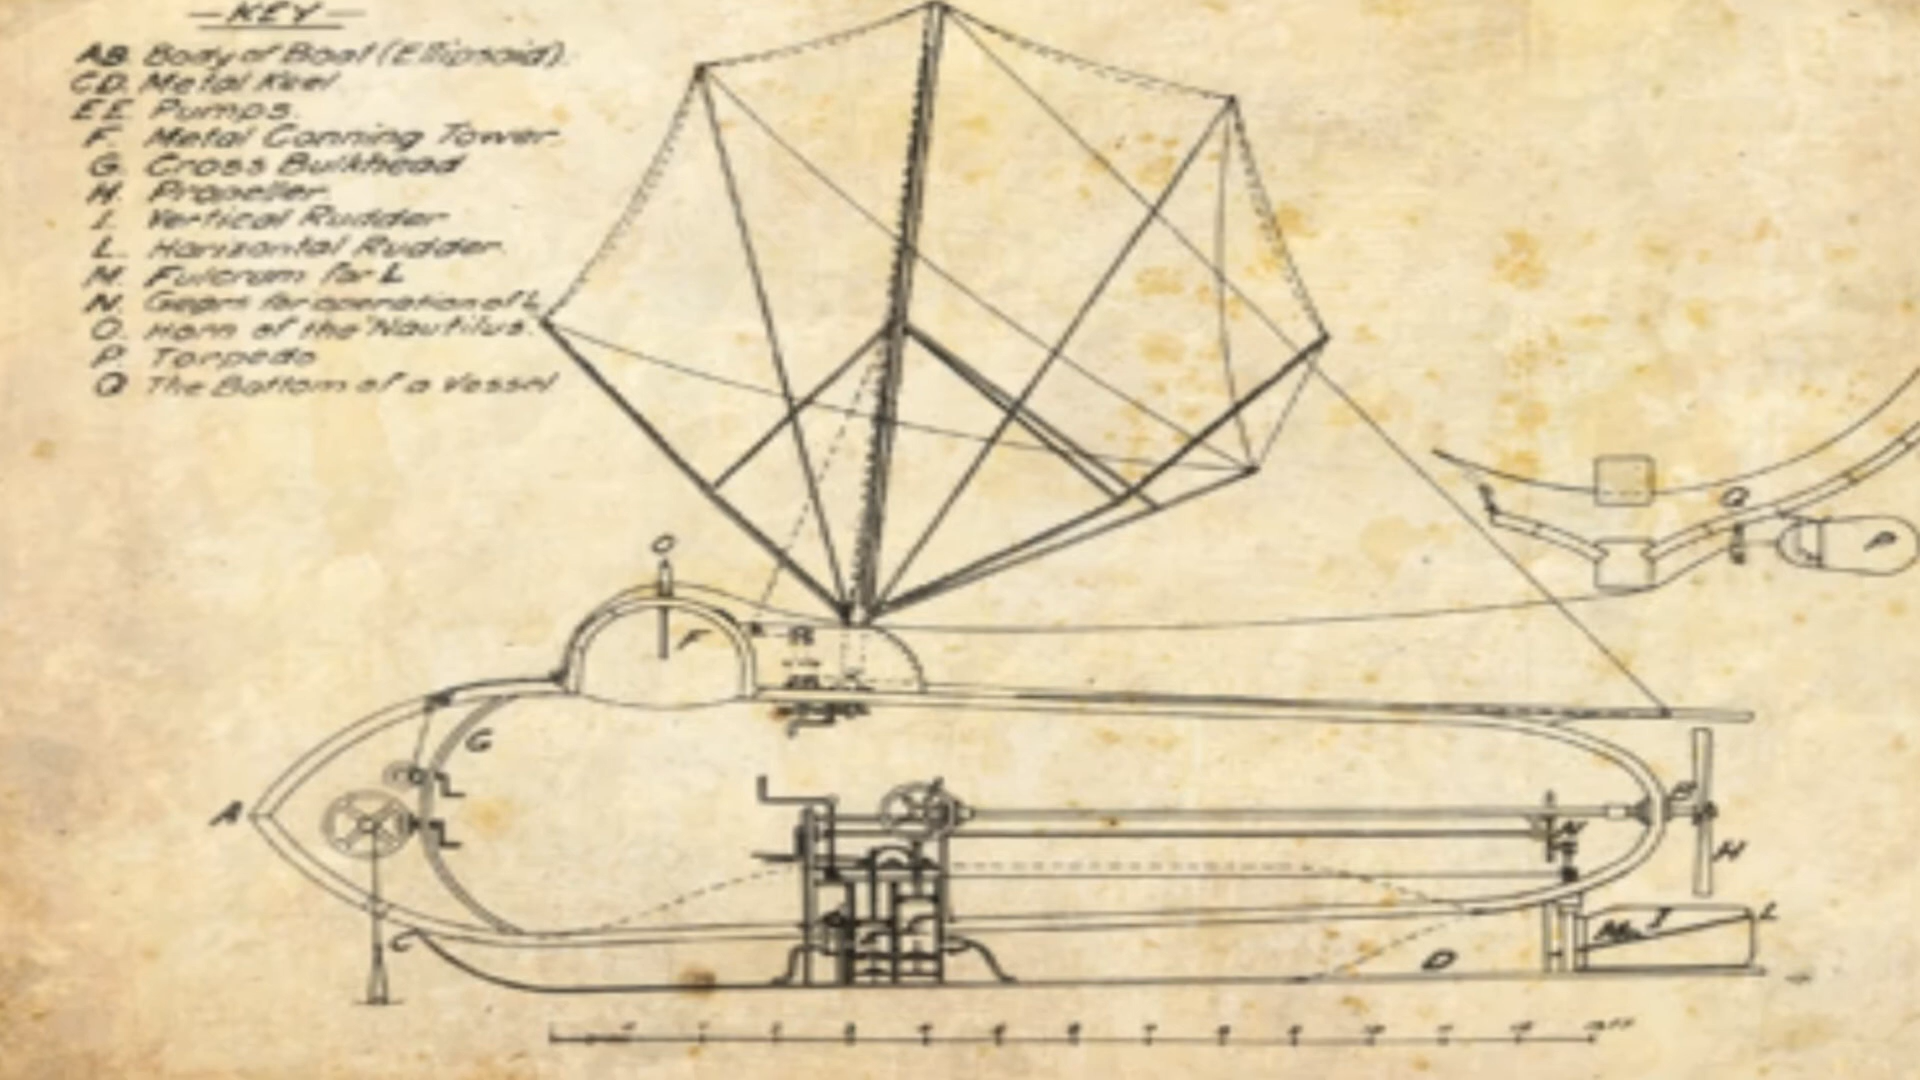 KEY
AB. Body of Boat (Ellipsoid).
CD. Metal Keel
EE Pumps.
F. Metal Conning Tower
G. Cross Bulkhead
H. Propeller
I. Vertical Rudder
L. Horizontal Rudder.
M. Fulcrum for L
N. Gears for operation of L
O. Horn of the "Nautilus."
P Torpedo
Q The Bottom of a Vessel
O
Q
P
F
G
A
B
N
H
C
D
M
I
L